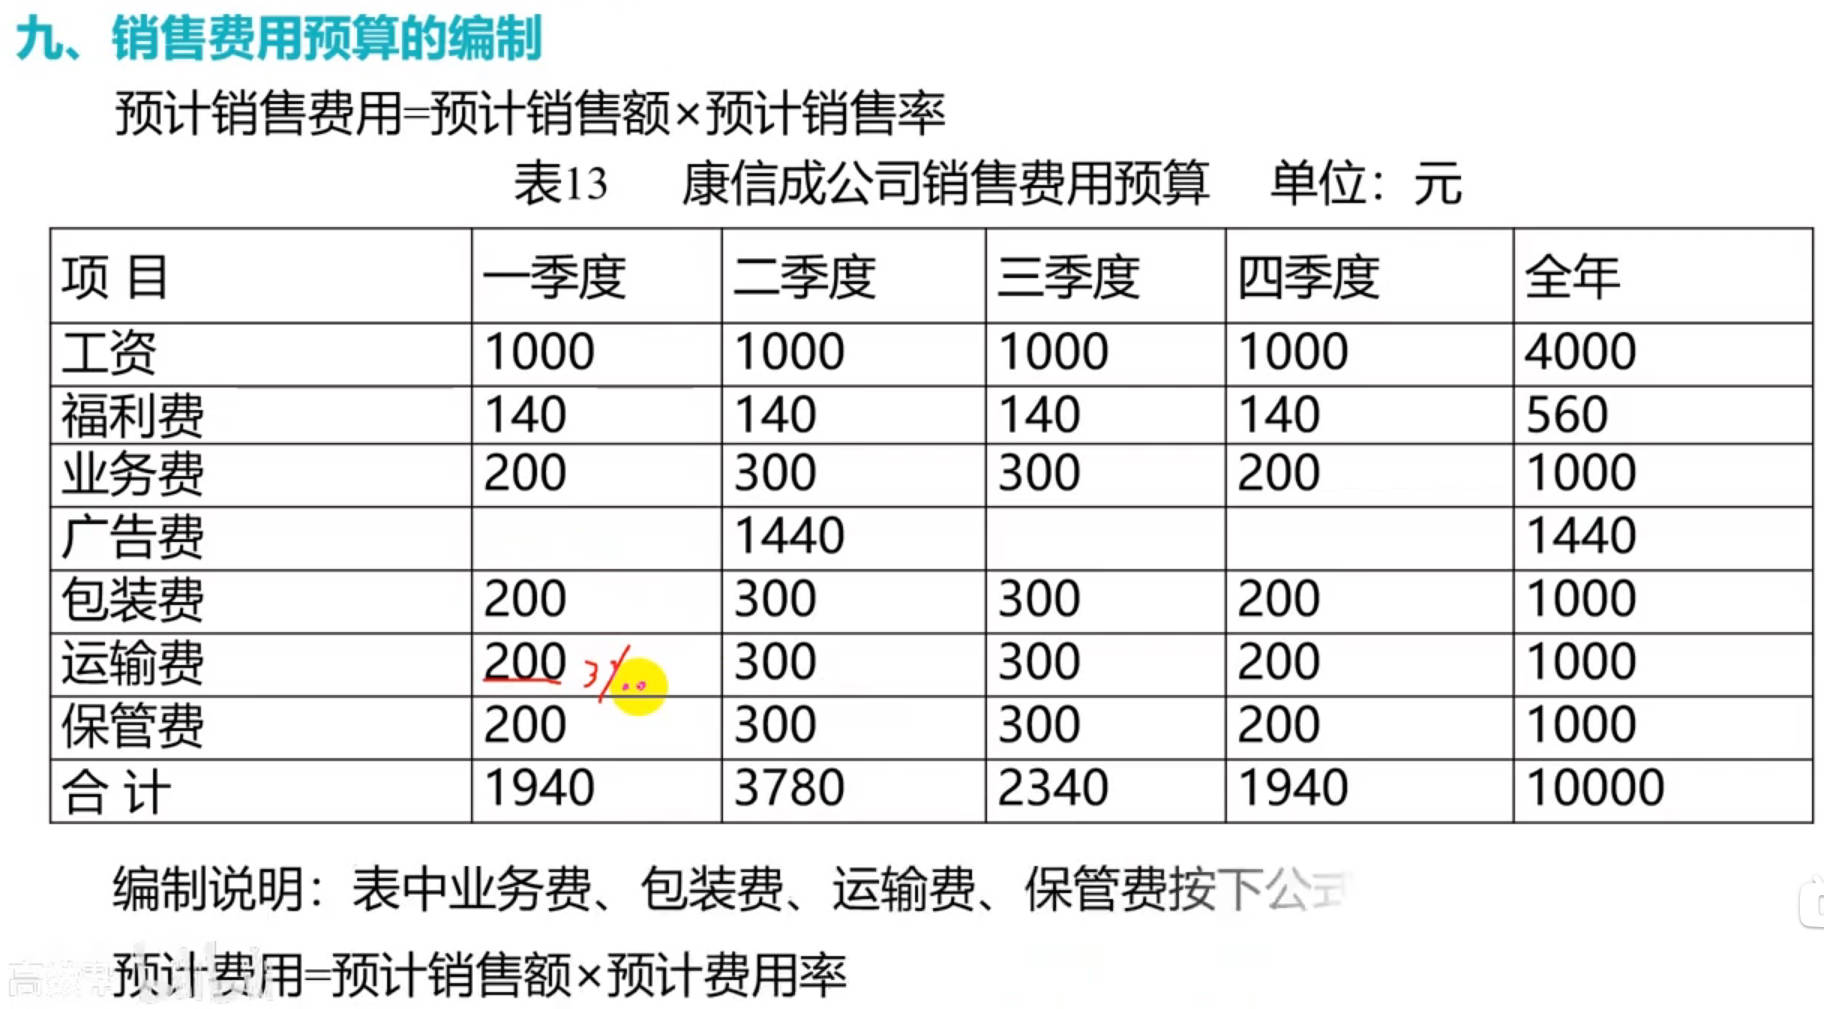 九、销售费用预算的编制
预计销售费用=预计销售额×预计销售率
表13 康信成公司销售费用预算 单位：元
项 目 一季度 二季度 三季度 四季度 全年
工资 1000 1000 1000 1000 4000
福利费 140 140 140 140 560
业务费 200 300 300 200 1000
广告费 1440 1440
包装费 200 300 300 200 1000
运输费 200 300 300 200 1000
保管费 200 300 300 200 1000
合 计 1940 3780 2340 1940 10000
编制说明：表中业务费、包装费、运输费、保管费按下公式
预计费用=预计销售额×预计费用率